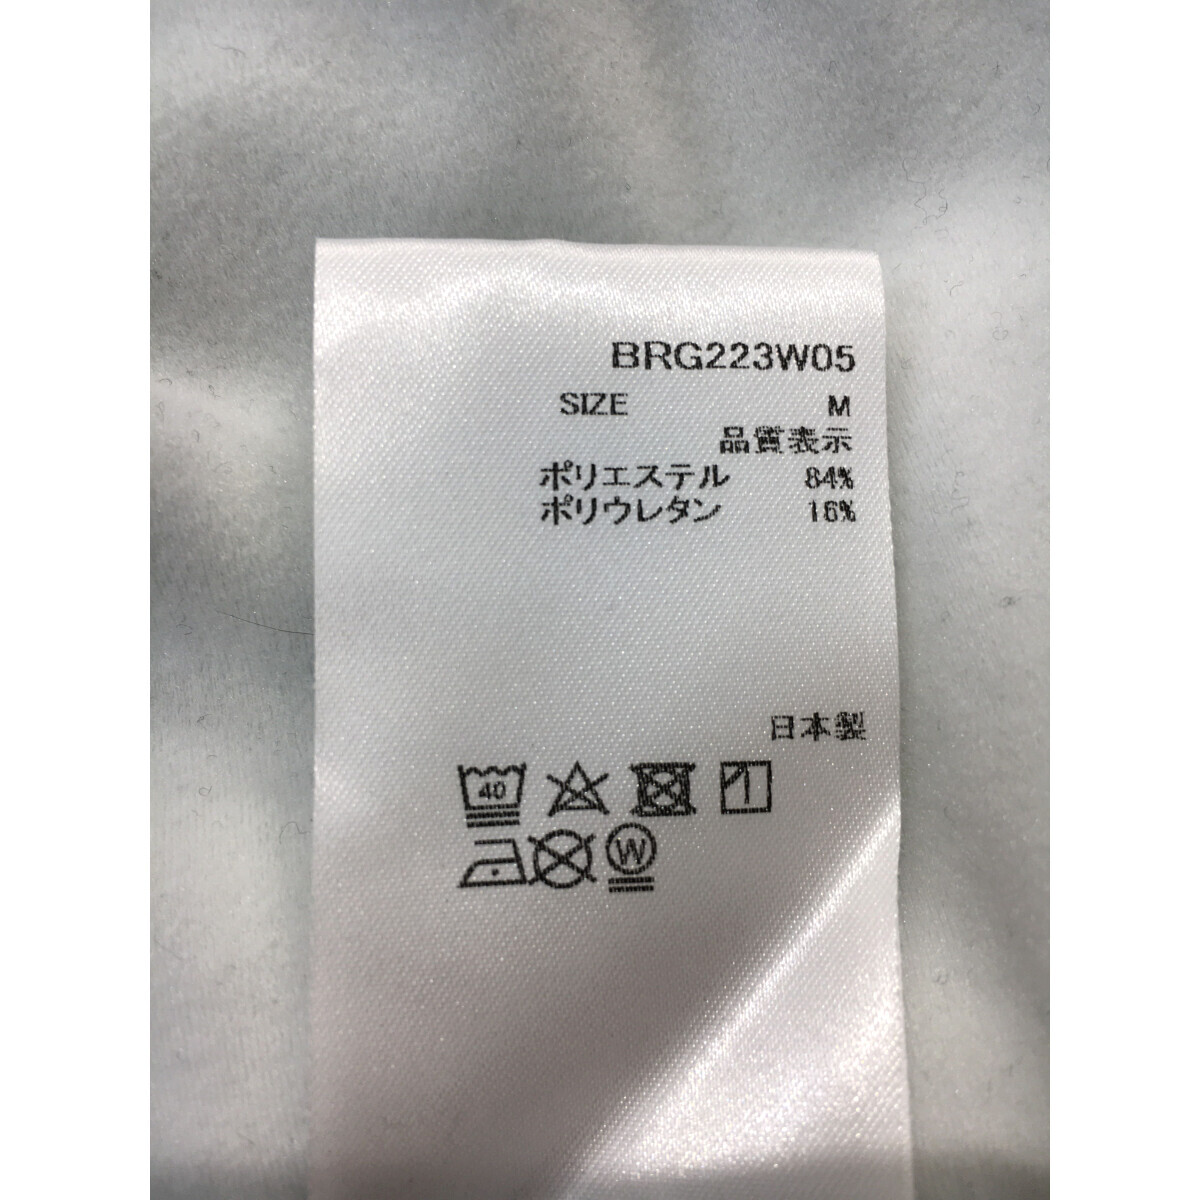 BRG223W05
SIZE M
品質表示
ポリエステル 84%
ポリウレタン 16%
日本製
40
W